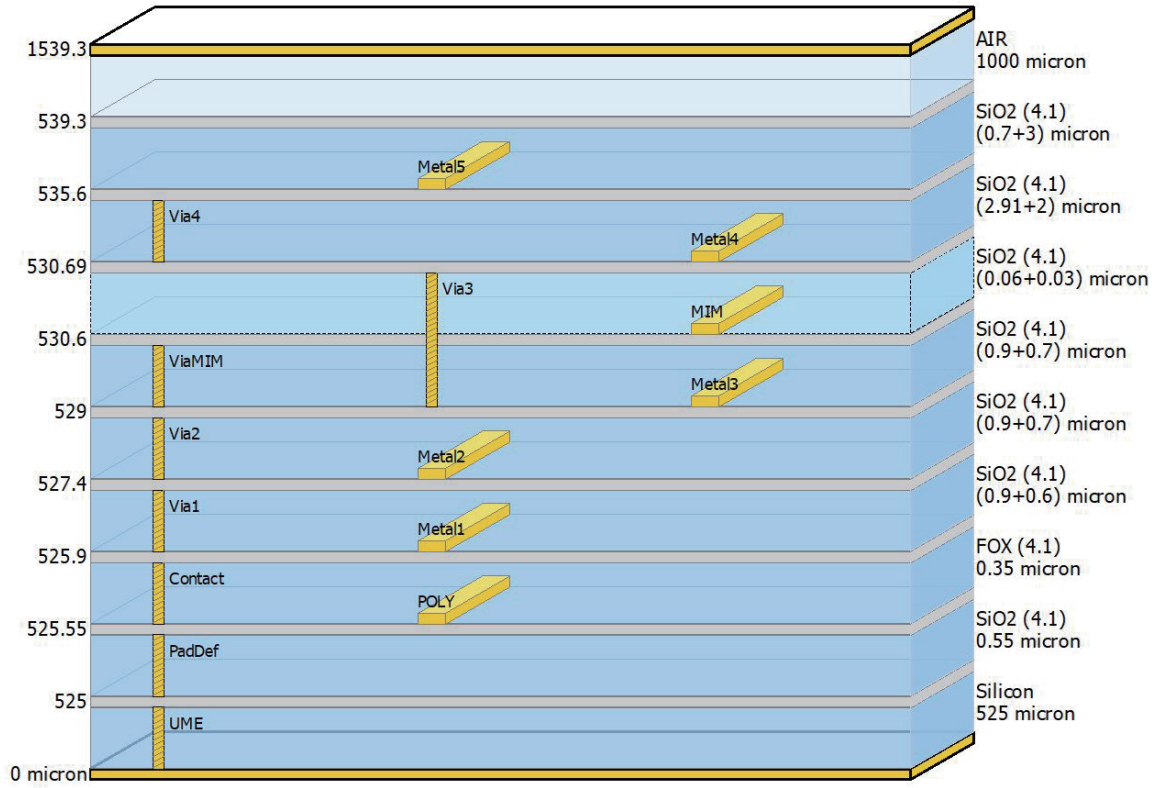 1539.3
AIR
1000 micron
539.3
SiO2 (4.1)
(0.7+3) micron
Metal5
535.6
SiO2 (4.1)
(2.91+2) micron
Via4
Metal4
530.69
SiO2 (4.1)
(0.06+0.03) micron
Via3
MIM
530.6
SiO2 (4.1)
(0.9+0.7) micron
ViaMIM
Metal3
529
SiO2 (4.1)
(0.9+0.7) micron
Via2
Metal2
527.4
SiO2 (4.1)
(0.9+0.6) micron
Via1
Metal1
525.9
FOX (4.1)
0.35 micron
Contact
POLY
525.55
SiO2 (4.1)
0.55 micron
PadDef
525
Silicon
525 micron
UME
0 micron